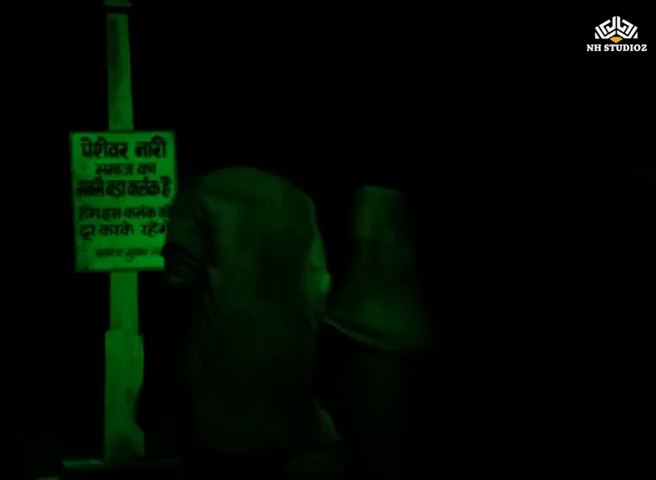 NH STUDIOZ
पेशेवर नारी
समाज का
सबसे बड़ा कलंक है
हम इस कलंक को
दूर करके रहेंगे